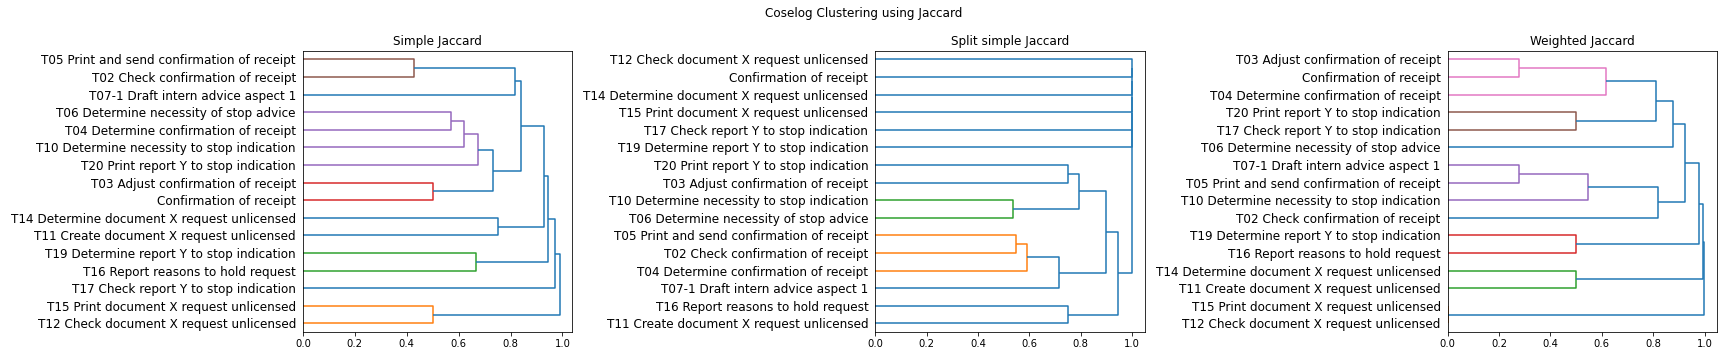 Coselog Clustering using Jaccard
Simple Jaccard
T05 Print and send confirmation of receipt
T02 Check confirmation of receipt
T07-1 Draft intern advice aspect 1
T06 Determine necessity of stop advice
T04 Determine confirmation of receipt
T10 Determine necessity to stop indication
T20 Print report Y to stop indication
T03 Adjust confirmation of receipt
Confirmation of receipt
T14 Determine document X request unlicensed
T11 Create document X request unlicensed
T19 Determine report Y to stop indication
T16 Report reasons to hold request
T17 Check report Y to stop indication
T15 Print document X request unlicensed
T12 Check document X request unlicensed
0.0 0.2 0.4 0.6 0.8 1.0
Split simple Jaccard
T12 Check document X request unlicensed
Confirmation of receipt
T14 Determine document X request unlicensed
T15 Print document X request unlicensed
T17 Check report Y to stop indication
T19 Determine report Y to stop indication
T20 Print report Y to stop indication
T03 Adjust confirmation of receipt
T10 Determine necessity to stop indication
T06 Determine necessity of stop advice
T05 Print and send confirmation of receipt
T02 Check confirmation of receipt
T04 Determine confirmation of receipt
T07-1 Draft intern advice aspect 1
T16 Report reasons to hold request
T11 Create document X request unlicensed
0.0 0.2 0.4 0.6 0.8 1.0
Weighted Jaccard
T03 Adjust confirmation of receipt
Confirmation of receipt
T04 Determine confirmation of receipt
T20 Print report Y to stop indication
T17 Check report Y to stop indication
T06 Determine necessity of stop advice
T07-1 Draft intern advice aspect 1
T05 Print and send confirmation of receipt
T10 Determine necessity to stop indication
T02 Check confirmation of receipt
T19 Determine report Y to stop indication
T16 Report reasons to hold request
T14 Determine document X request unlicensed
T11 Create document X request unlicensed
T15 Print document X request unlicensed
T12 Check document X request unlicensed
0.0 0.2 0.4 0.6 0.8 1.0